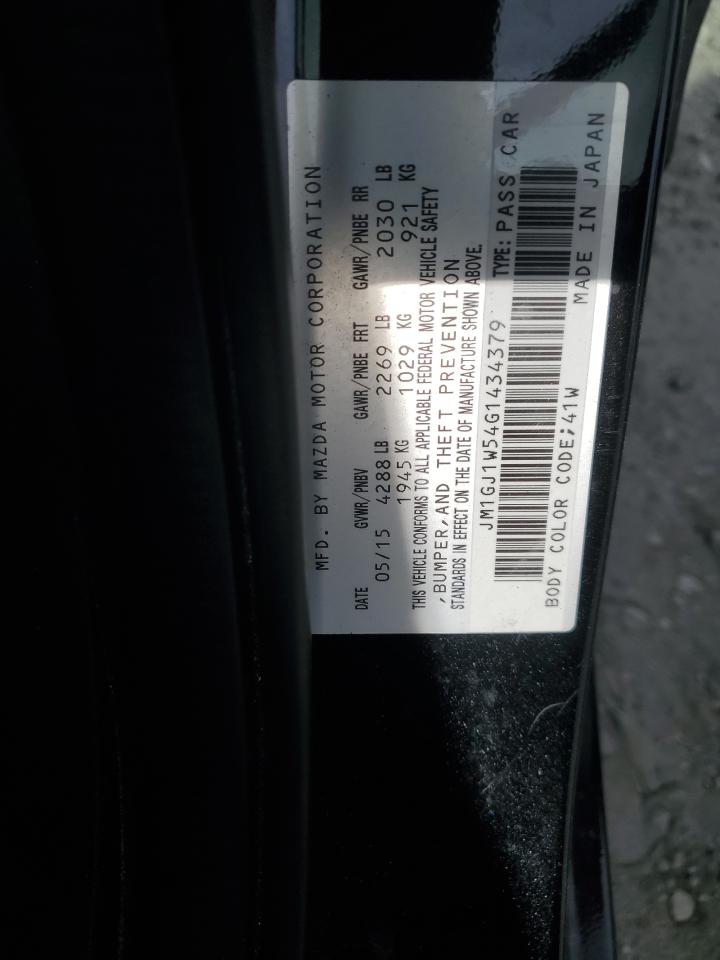 MFD. BY MAZDA MOTOR CORPORATION
DATE GVWR/PNBV GAWR/PNBE FRT GAWR/PNBE RR
05/15 4288 LB 2269 LB 2030 LB
1945 KG 1029 KG 921 KG
THIS VEHICLE CONFORMS TO ALL APPLICABLE FEDERAL MOTOR VEHICLE SAFETY
,BUMPER,AND THEFT PREVENTION
STANDARDS IN EFFECT ON THE DATE OF MANUFACTURE SHOWN ABOVE.
JM1GJ1W54G1434379 TYPE: PASS CAR
BODY COLOR CODE;41W MADE IN JAPAN